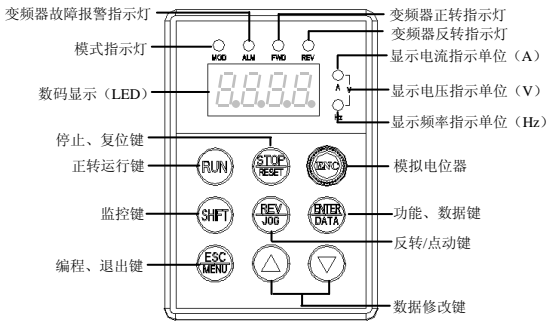 变频器故障报警指示灯
变频器正转指示灯
变频器反转指示灯
模式指示灯
MOD ALM FWD REV
显示电流指示单位（A）
A
数码显示（LED）
8.8.8.8.
V
显示电压指示单位（V）
Hz
显示频率指示单位（Hz）
停止、复位键
正转运行键
RUN
STOP
RESET
模拟电位器
监控键
SHIFT
REV
JOG
ENTER
DATA
功能、数据键
反转/点动键
编程、退出键
ESC
MENU
数据修改键